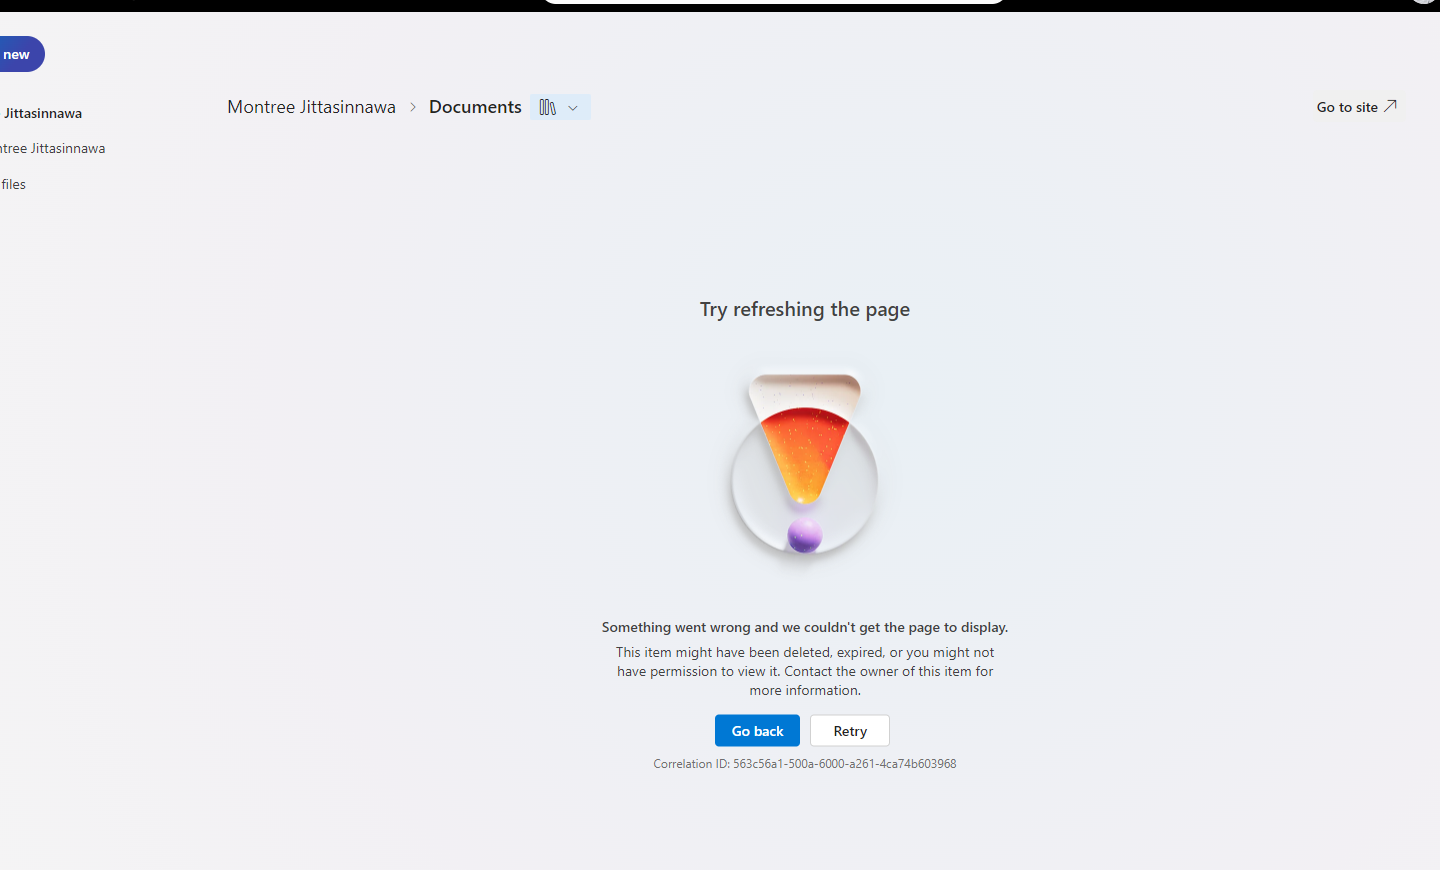 new
Montree Jittasinnawa > Documents
Go to site
Jittasinnawa
ntree Jittasinnawa
files
Try refreshing the page
Something went wrong and we couldn't get the page to display.
This item might have been deleted, expired, or you might not
have permission to view it. Contact the owner of this item for
more information.
Go back
Retry
Correlation ID: 563c56a1-500a-6000-a261-4ca74b603968